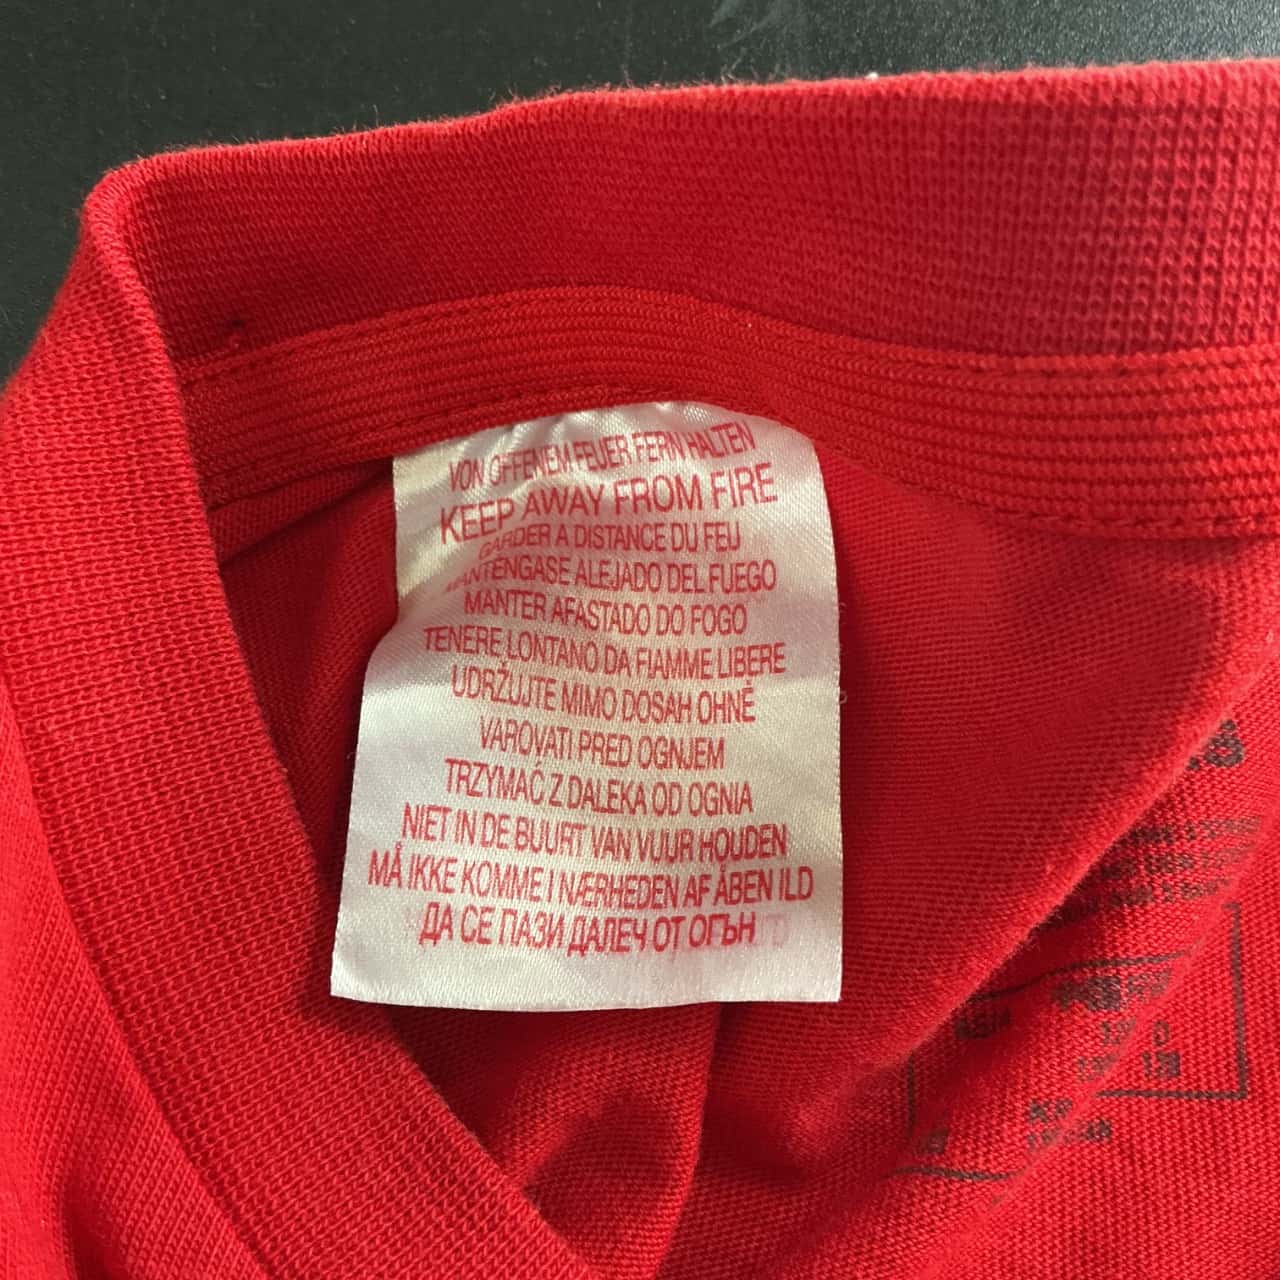 VON OFFENEM FEUER FERN HALTEN
KEEP AWAY FROM FIRE
GARDER A DISTANCE DU FEU
MANTENGASE ALEJADO DEL FUEGO
MANTER AFASTADO DO FOGO
TENERE LONTANO DA FIAMME LIBERE
UDRŽUJTE MIMO DOSAH OHNĚ
VAROVATI PRED OGNJEM
TRZYMAĆ Z DALEKA OD OGNIA
NIET IN DE BUURT VAN VUUR HOUDEN
MÅ IKKE KOMME I NÆRHEDEN AF ÅBEN ILD
ДА СЕ ПАЗИ ДАЛЕЧ ОТ ОГЪН
128